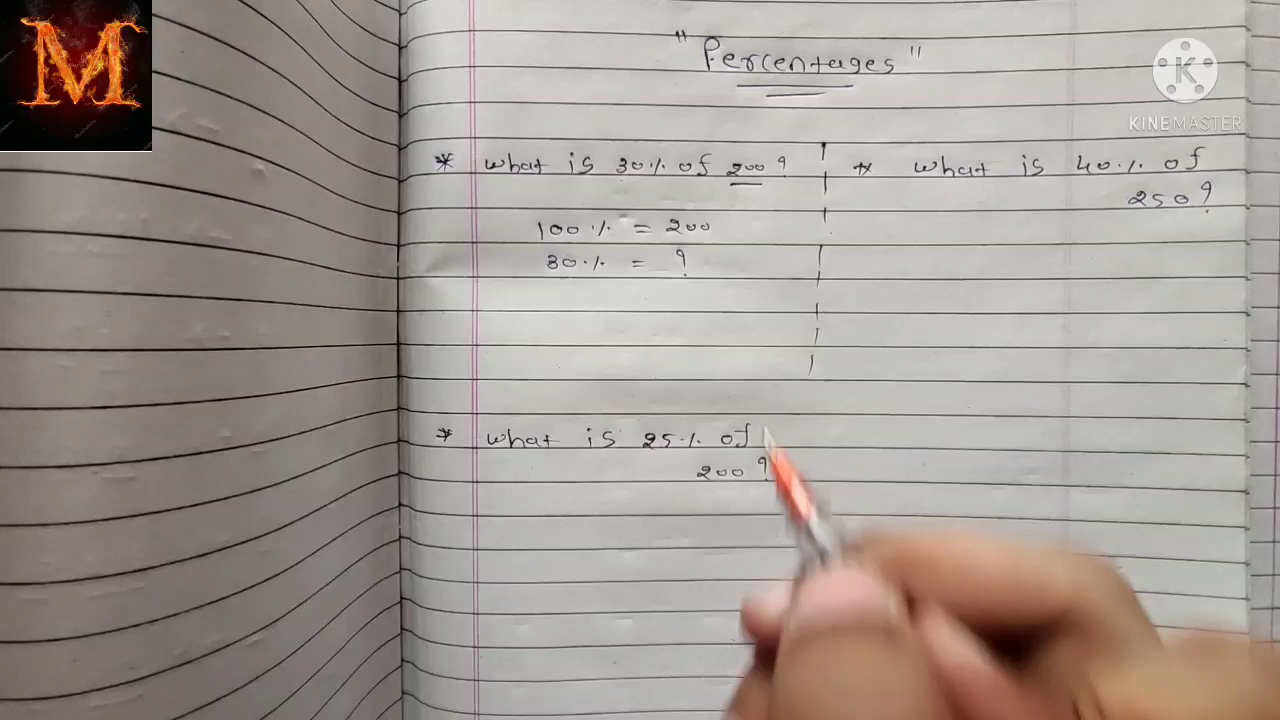 M
" Percentages "
KINEMASTER
* what is 30% of 200?
100% = 200
30% = ?
* what is 40% of
250?
* what is 25% of
200?